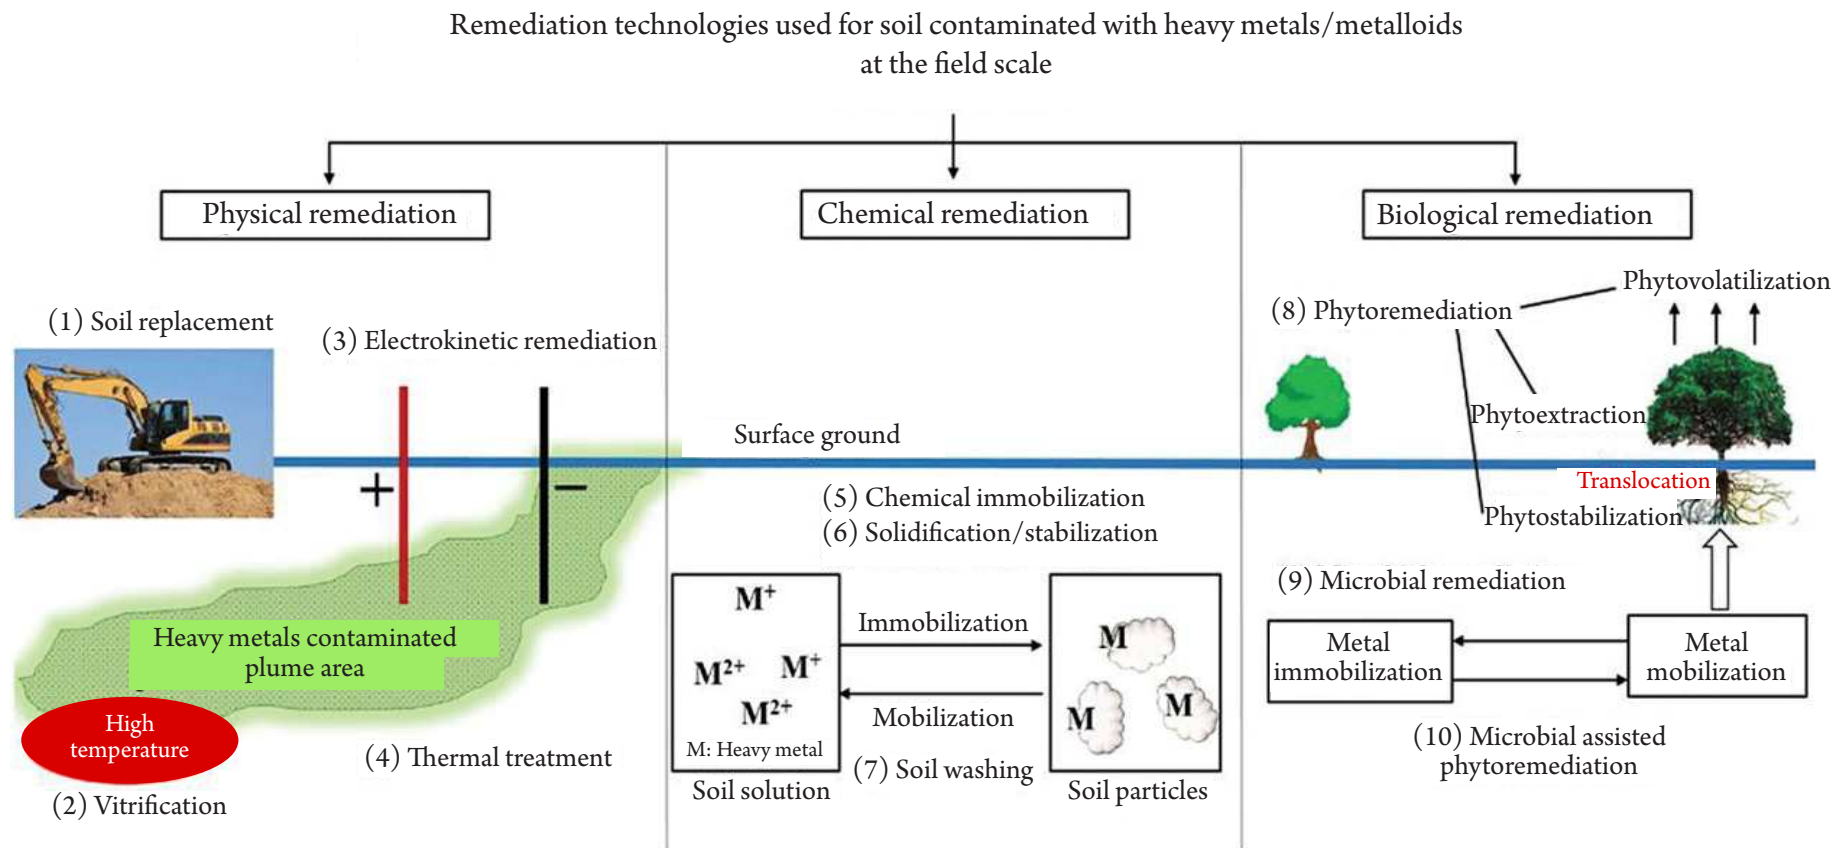 Remediation technologies used for soil contaminated with heavy metals/metalloids
at the field scale
Physical remediation
Chemical remediation
Biological remediation
(1) Soil replacement
(3) Electrokinetic remediation
+
−
Heavy metals contaminated
plume area
High
temperature
(2) Vitrification
(4) Thermal treatment
Surface ground
(5) Chemical immobilization
(6) Solidification/stabilization
M+
M2+
M+
M2+
M: Heavy metal
Soil solution
Immobilization
Mobilization
(7) Soil washing
M
M
M
Soil particles
(8) Phytoremediation
Phytovolatilization
Phytoextraction
Translocation
Phytostabilization
(9) Microbial remediation
Metal
immobilization
Metal
mobilization
(10) Microbial assisted
phytoremediation